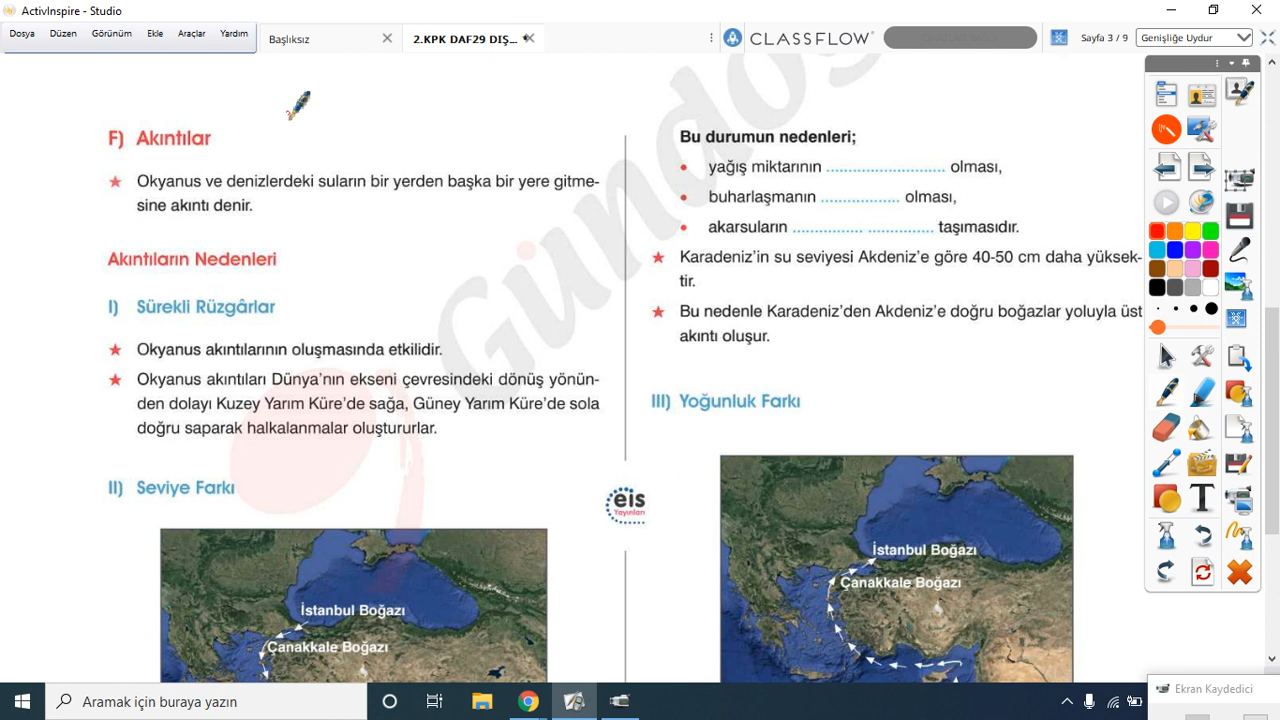 ActivInspire - Studio
Dosya Düzen Görünüm Ekle Araçlar Yardım
Başlıksız
2.KPK DAF29 DIŞ...
CLASSFLOW
Sayfa 3 / 9
Genişliğe Uydur
F) Akıntılar
Okyanus ve denizlerdeki suların bir yerden başka bir yere gitme-
sine akıntı denir.
Akıntıların Nedenleri
I) Sürekli Rüzgârlar
Okyanus akıntılarının oluşmasında etkilidir.
Okyanus akıntıları Dünya'nın ekseni çevresindeki dönüş yönün-
den dolayı Kuzey Yarım Küre'de sağa, Güney Yarım Küre'de sola
doğru saparak halkalanmalar oluştururlar.
II) Seviye Farkı
İstanbul Boğazı
Çanakkale Boğazı
Gündoğ
eis
Yayınları
Bu durumun nedenleri;
yağış miktarının ............................ olması,
buharlaşmanın ................... olması,
akarsuların ................. ................ taşımasıdır.
Karadeniz'in su seviyesi Akdeniz'e göre 40-50 cm daha yüksek-
tir.
Bu nedenle Karadeniz'den Akdeniz'e doğru boğazlar yoluyla üst
akıntı oluşur.
III) Yoğunluk Farkı
İstanbul Boğazı
Çanakkale Boğazı
Aramak için buraya yazın
Ekran Kaydedici